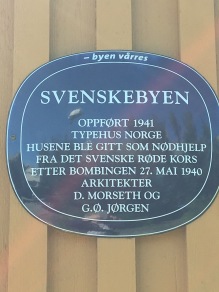 – byen vårres
SVENSKEBYEN
OPPFØRT 1941
TYPEHUS NORGE
HUSENE BLE GITT SOM NØDHJELP
FRA DET SVENSKE RØDE KORS
ETTER BOMBINGEN 27. MAI 1940
ARKITEKTER
D. MORSETH OG
G.Ø. JØRGEN